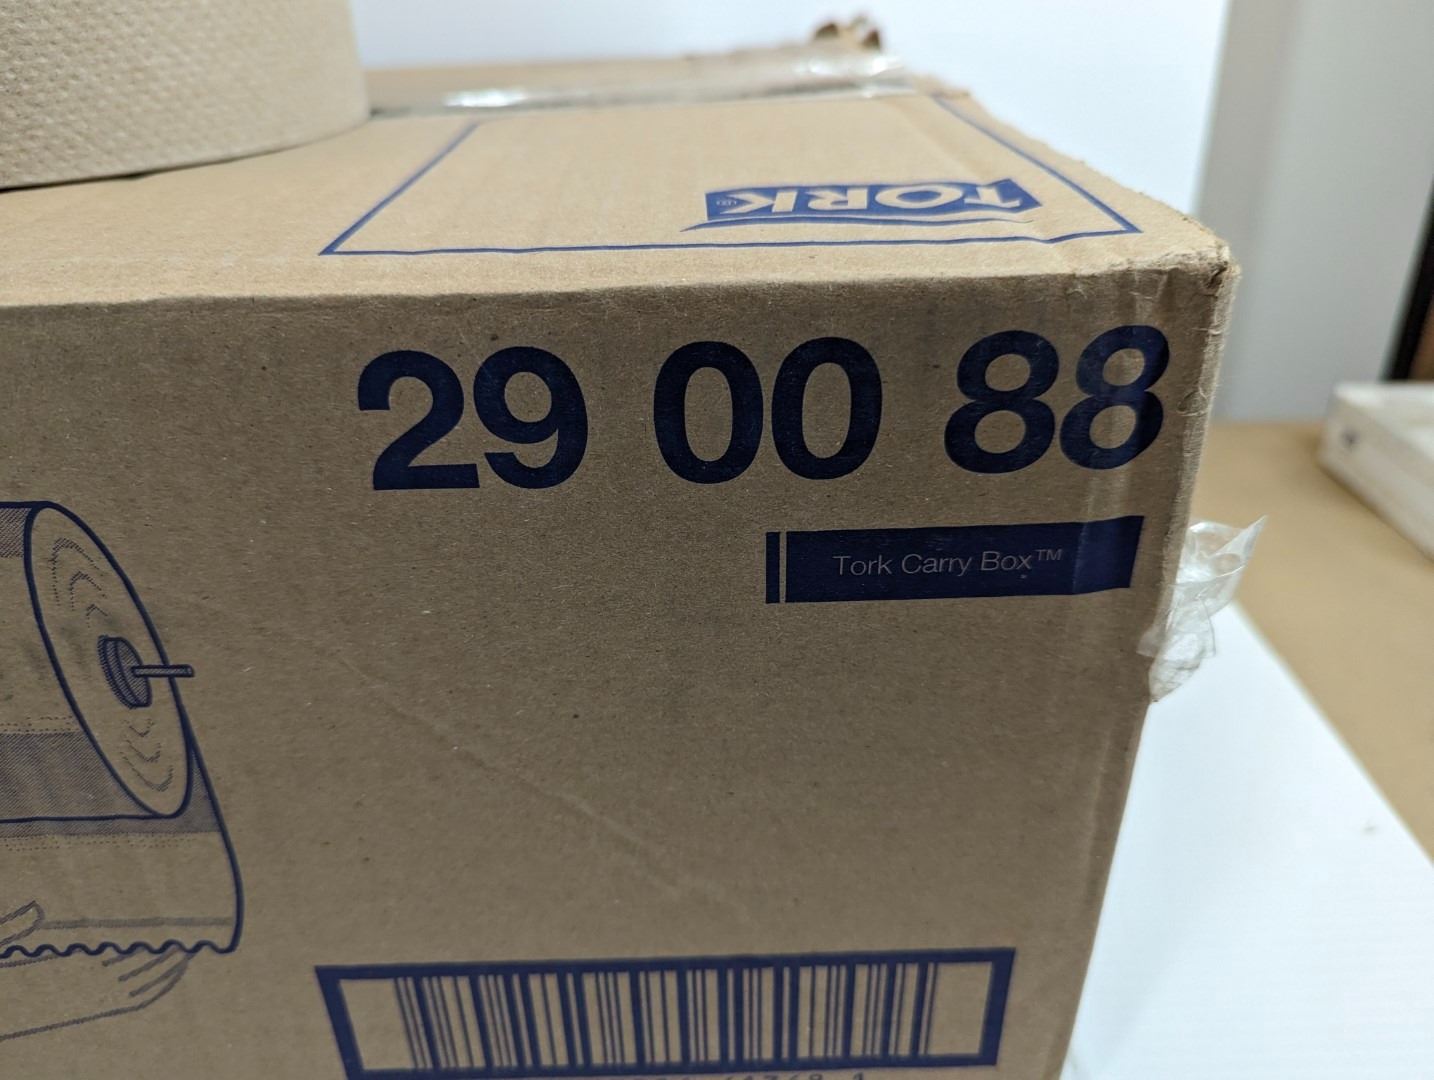 TORK®
29 00 88
Tork Carry Box™